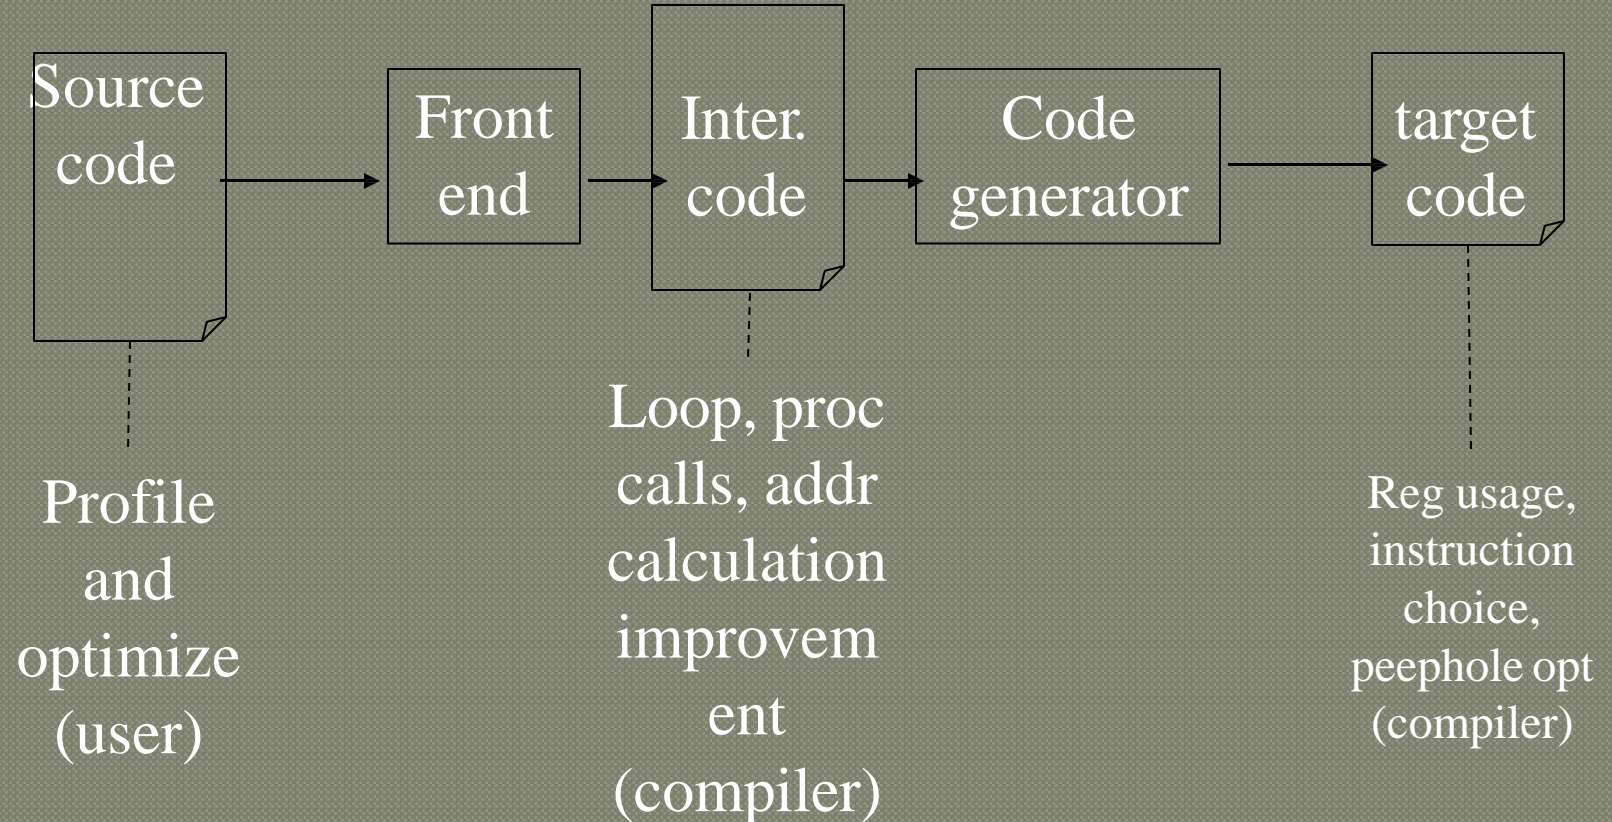 Source
code
Front
end
Inter.
code
Code
generator
target
code
Profile
and
optimize
(user)
Loop, proc
calls, addr
calculation
improvem
ent
(compiler)
Reg usage,
instruction
choice,
peephole opt
(compiler)